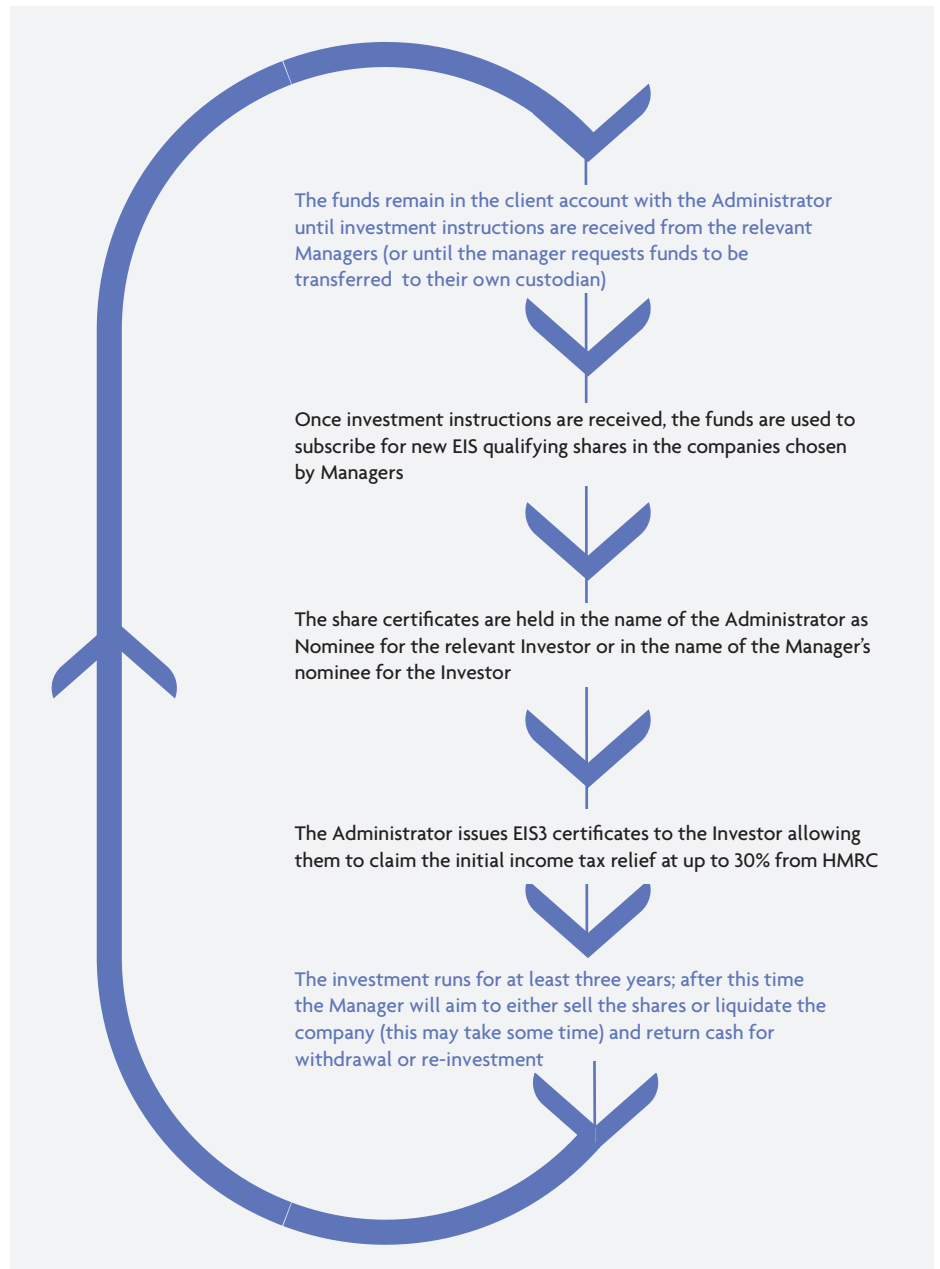 The funds remain in the client account with the Administrator
until investment instructions are received from the relevant
Managers (or until the manager requests funds to be
transferred  to their own custodian)
Once investment instructions are received, the funds are used to
subscribe for new EIS qualifying shares in the companies chosen
by Managers
The share certificates are held in the name of the Administrator as
Nominee for the relevant Investor or in the name of the Manager’s
nominee for the Investor
The Administrator issues EIS3 certificates to the Investor allowing
them to claim the initial income tax relief at up to 30% from HMRC
The investment runs for at least three years; after this time
the Manager will aim to either sell the shares or liquidate the
company (this may take some time) and return cash for
withdrawal or re-investment